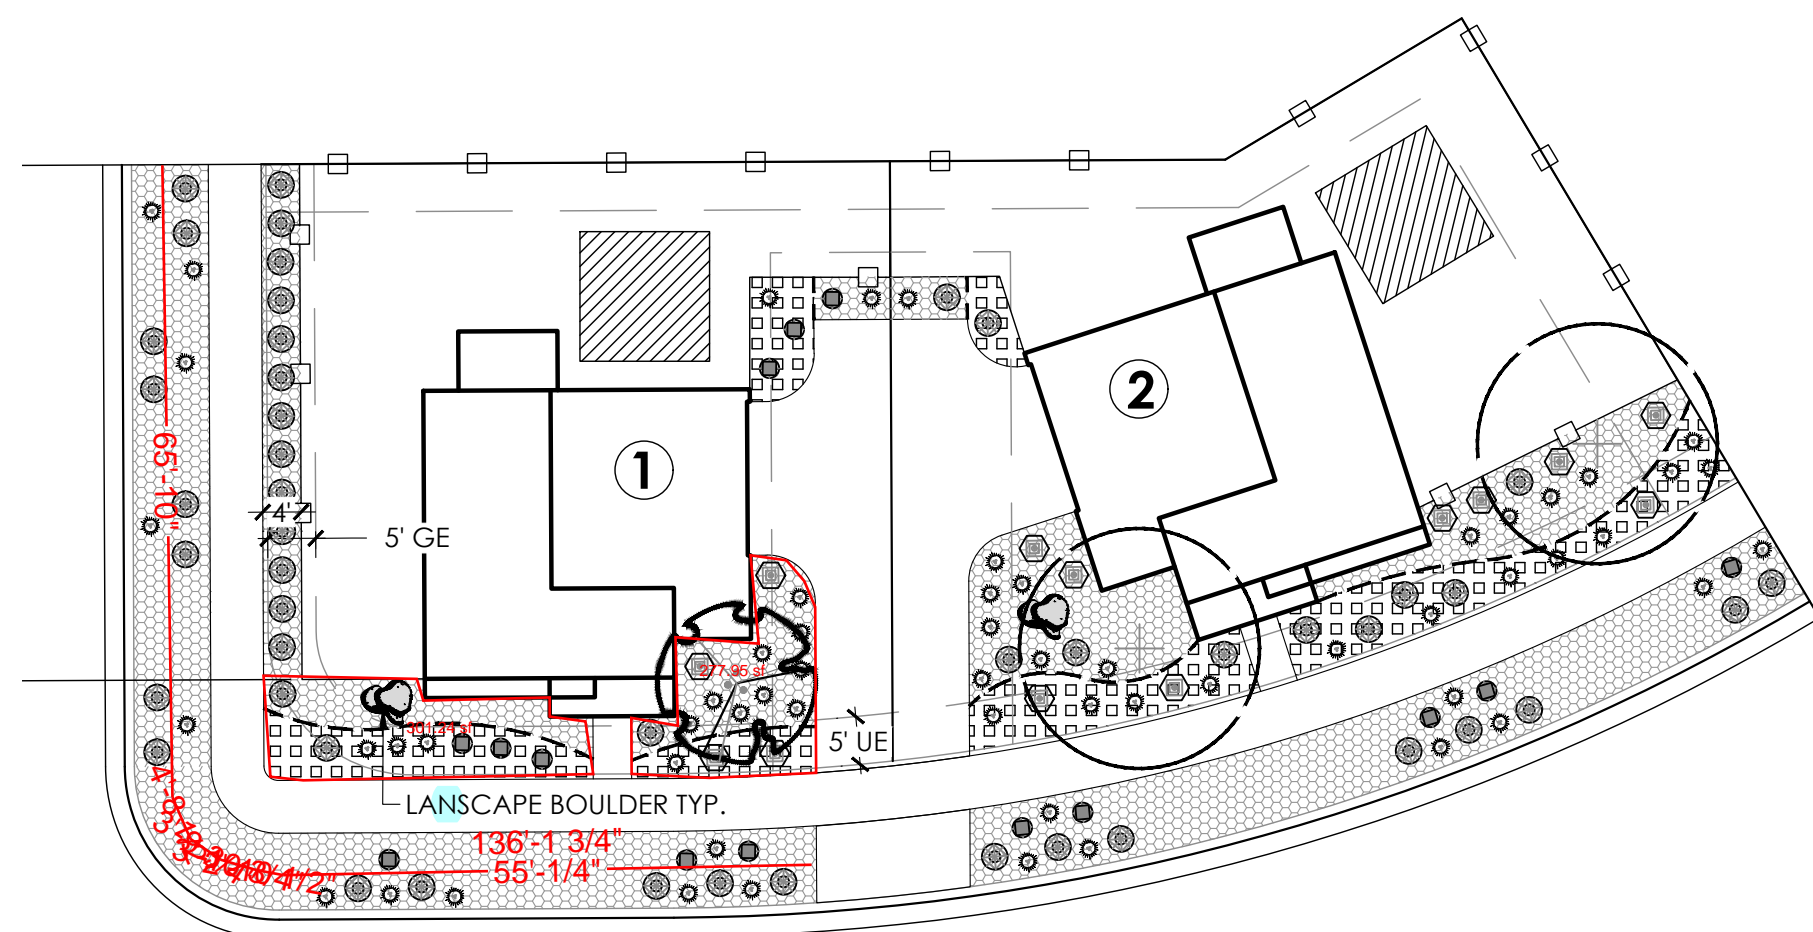 2
1
65'-10"
4'
5' GE
277.95 sf
301.24 sf
5' UE
LANSCAPE BOULDER TYP.
136'-1 3/4"
55'-1/4"